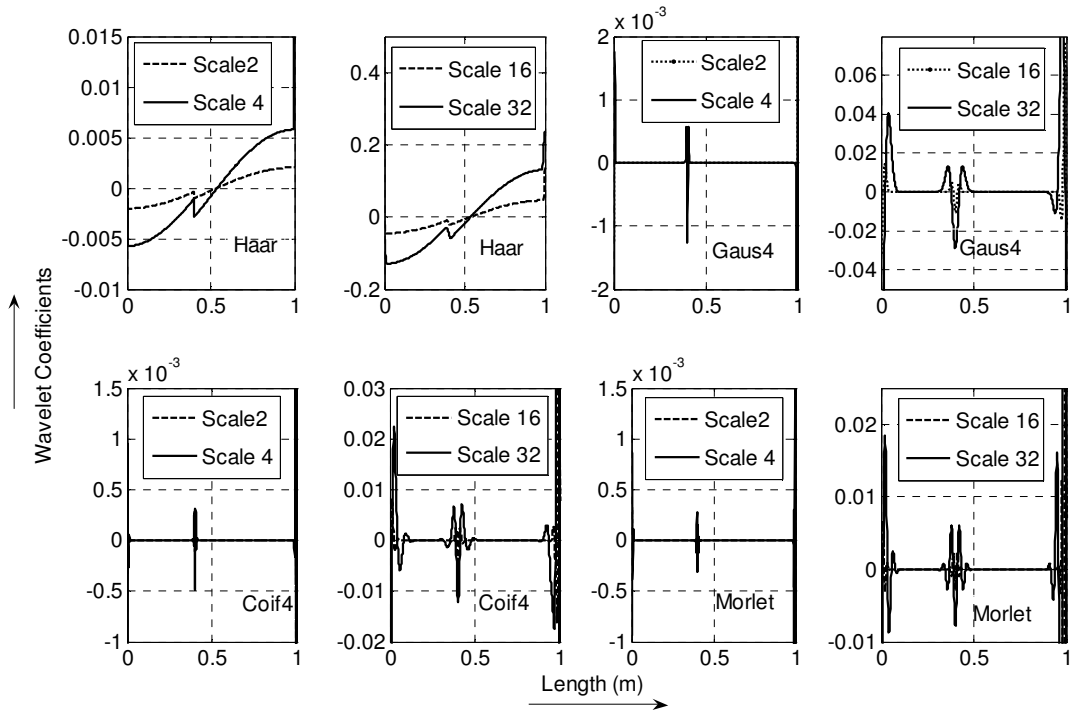 0.015
0.01
0.005
0
-0.005
-0.01
Scale2
Scale 4
Haar
0 0.5 1
0.4
0.2
0
-0.2
Scale 16
Scale 32
Haar
0 0.5 1
x 10⁻³
2
1
0
-1
-2
Scale2
Scale 4
Gaus4
0 0.5 1
0.06
0.04
0.02
0
-0.02
-0.04
Scale 16
Scale 32
Gaus4
0 0.5 1
Wavelet Coefficients
x 10⁻³
1.5
1
0.5
0
-0.5
-1
Scale2
Scale 4
Coif4
0 0.5 1
0.03
0.02
0.01
0
-0.01
-0.02
Scale 16
Scale 32
Coif4
0 0.5 1
x 10⁻³
1.5
1
0.5
0
-0.5
-1
Scale2
Scale 4
Morlet
0 0.5 1
0.02
0.01
0
-0.01
Scale 16
Scale 32
Morlet
0 0.5 1
Length (m)